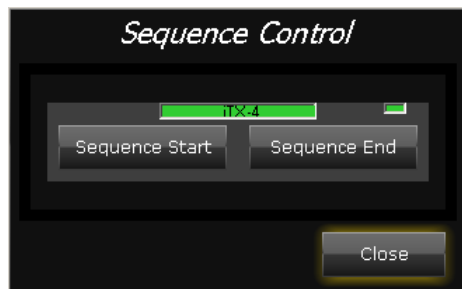 Sequence Control
iTX-4
Sequence Start
Sequence End
Close